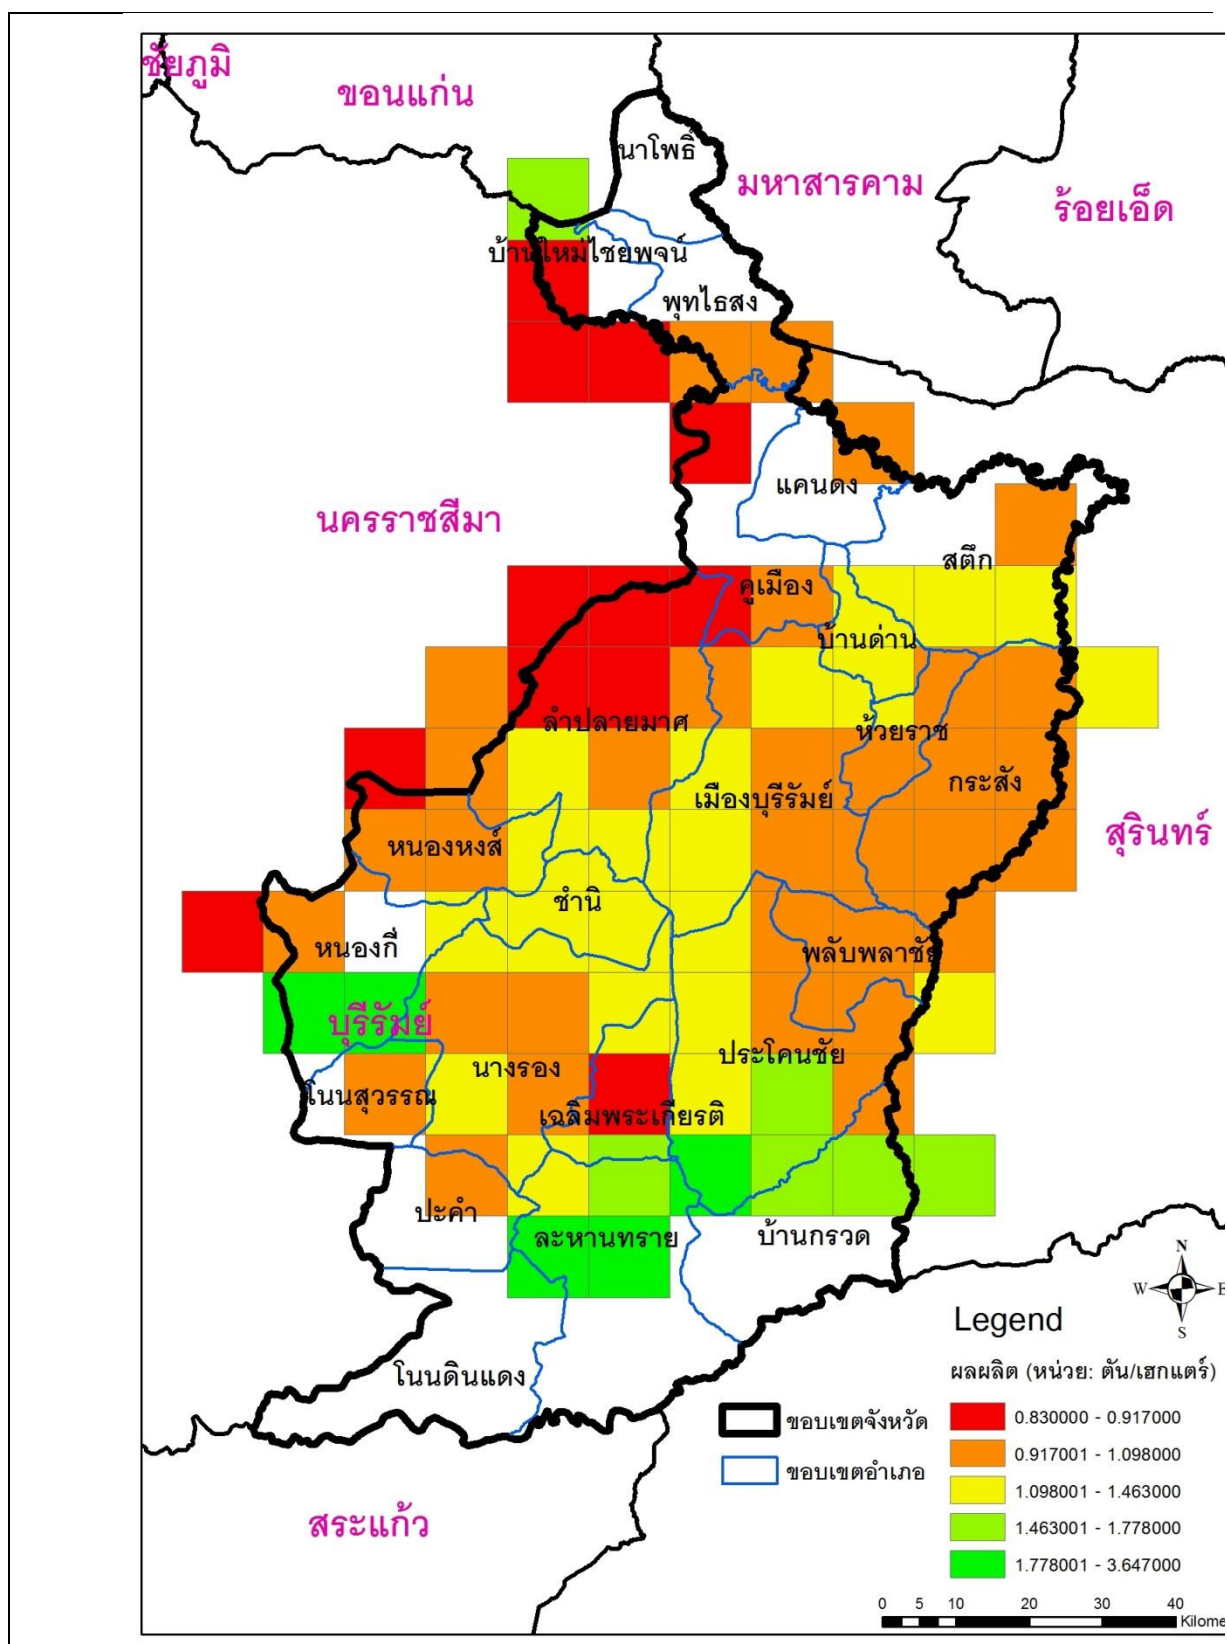 ชัยภูมิ
ขอนแก่น
นาโพธิ์
มหาสารคาม
ร้อยเอ็ด
บ้านใหม่ไชยพจน์
พุทไธสง
แคนดง
นครราชสีมา
สตึก
คูเมือง
บ้านด่าน
ลำปลายมาศ
ห้วยราช
กระสัง
เมืองบุรีรัมย์
สุรินทร์
หนองหงส์
ชำนิ
หนองกี่
พลับพลาชัย
บุรีรัมย์
ประโคนชัย
นางรอง
โนนสุวรรณ
เฉลิมพระเกียรติ
ปะคำ
ละหานทราย
บ้านกรวด
N
W
E
S
Legend
โนนดินแดง
ผลผลิต (หน่วย: ตัน/เฮกแตร์)
ขอบเขตจังหวัด
0.830000 - 0.917000
0.917001 - 1.098000
ขอบเขตอำเภอ
1.098001 - 1.463000
สระแก้ว
1.463001 - 1.778000
1.778001 - 3.647000
0 5 10 20 30 40
Kilome